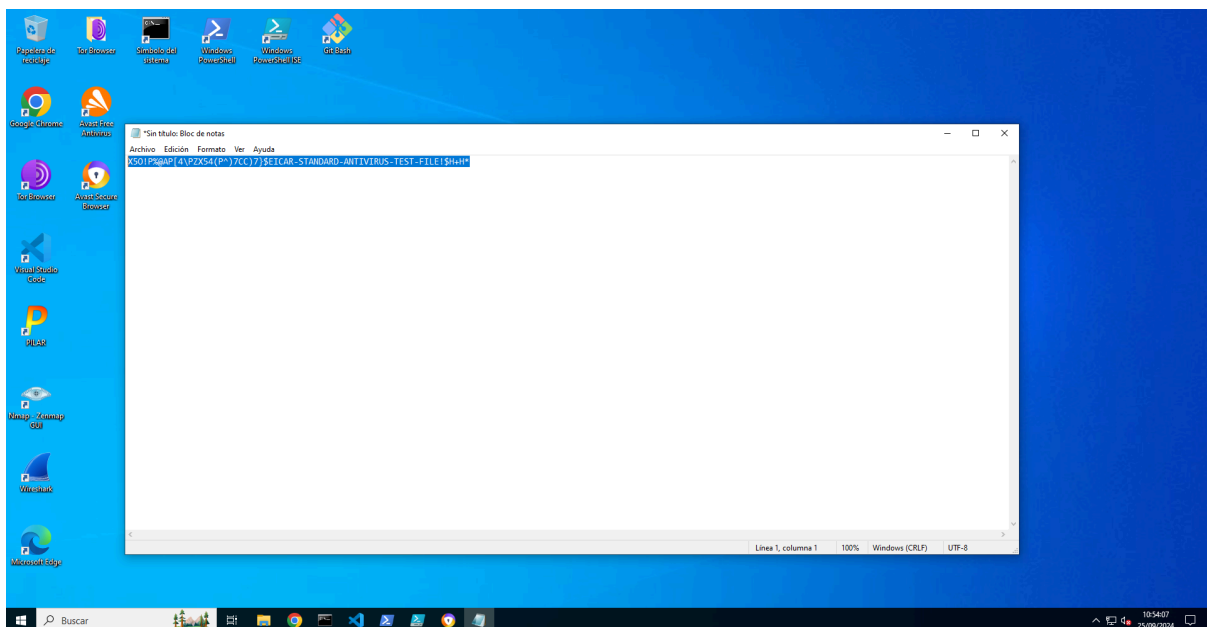 Papelera de
reciclaje
Tor Browser
Símbolo del
sistema
Windows
PowerShell
Windows
PowerShell ISE
Git Bash
Google Chrome
Avast Free
Antivirus
*Sin título: Bloc de notas
Archivo Edición Formato Ver Ayuda
X5O!P%@AP[4\PZX54(P^)7CC)7}$EICAR-STANDARD-ANTIVIRUS-TEST-FILE!$H+H*
Tor Browser
Avast Secure
Browser
Visual Studio
Code
PILAR
Nmap - Zenmap
GUI
Wireshark
Microsoft Edge
Línea 1, columna 1 100% Windows (CRLF) UTF-8
Buscar
10:54:07
25/09/2024